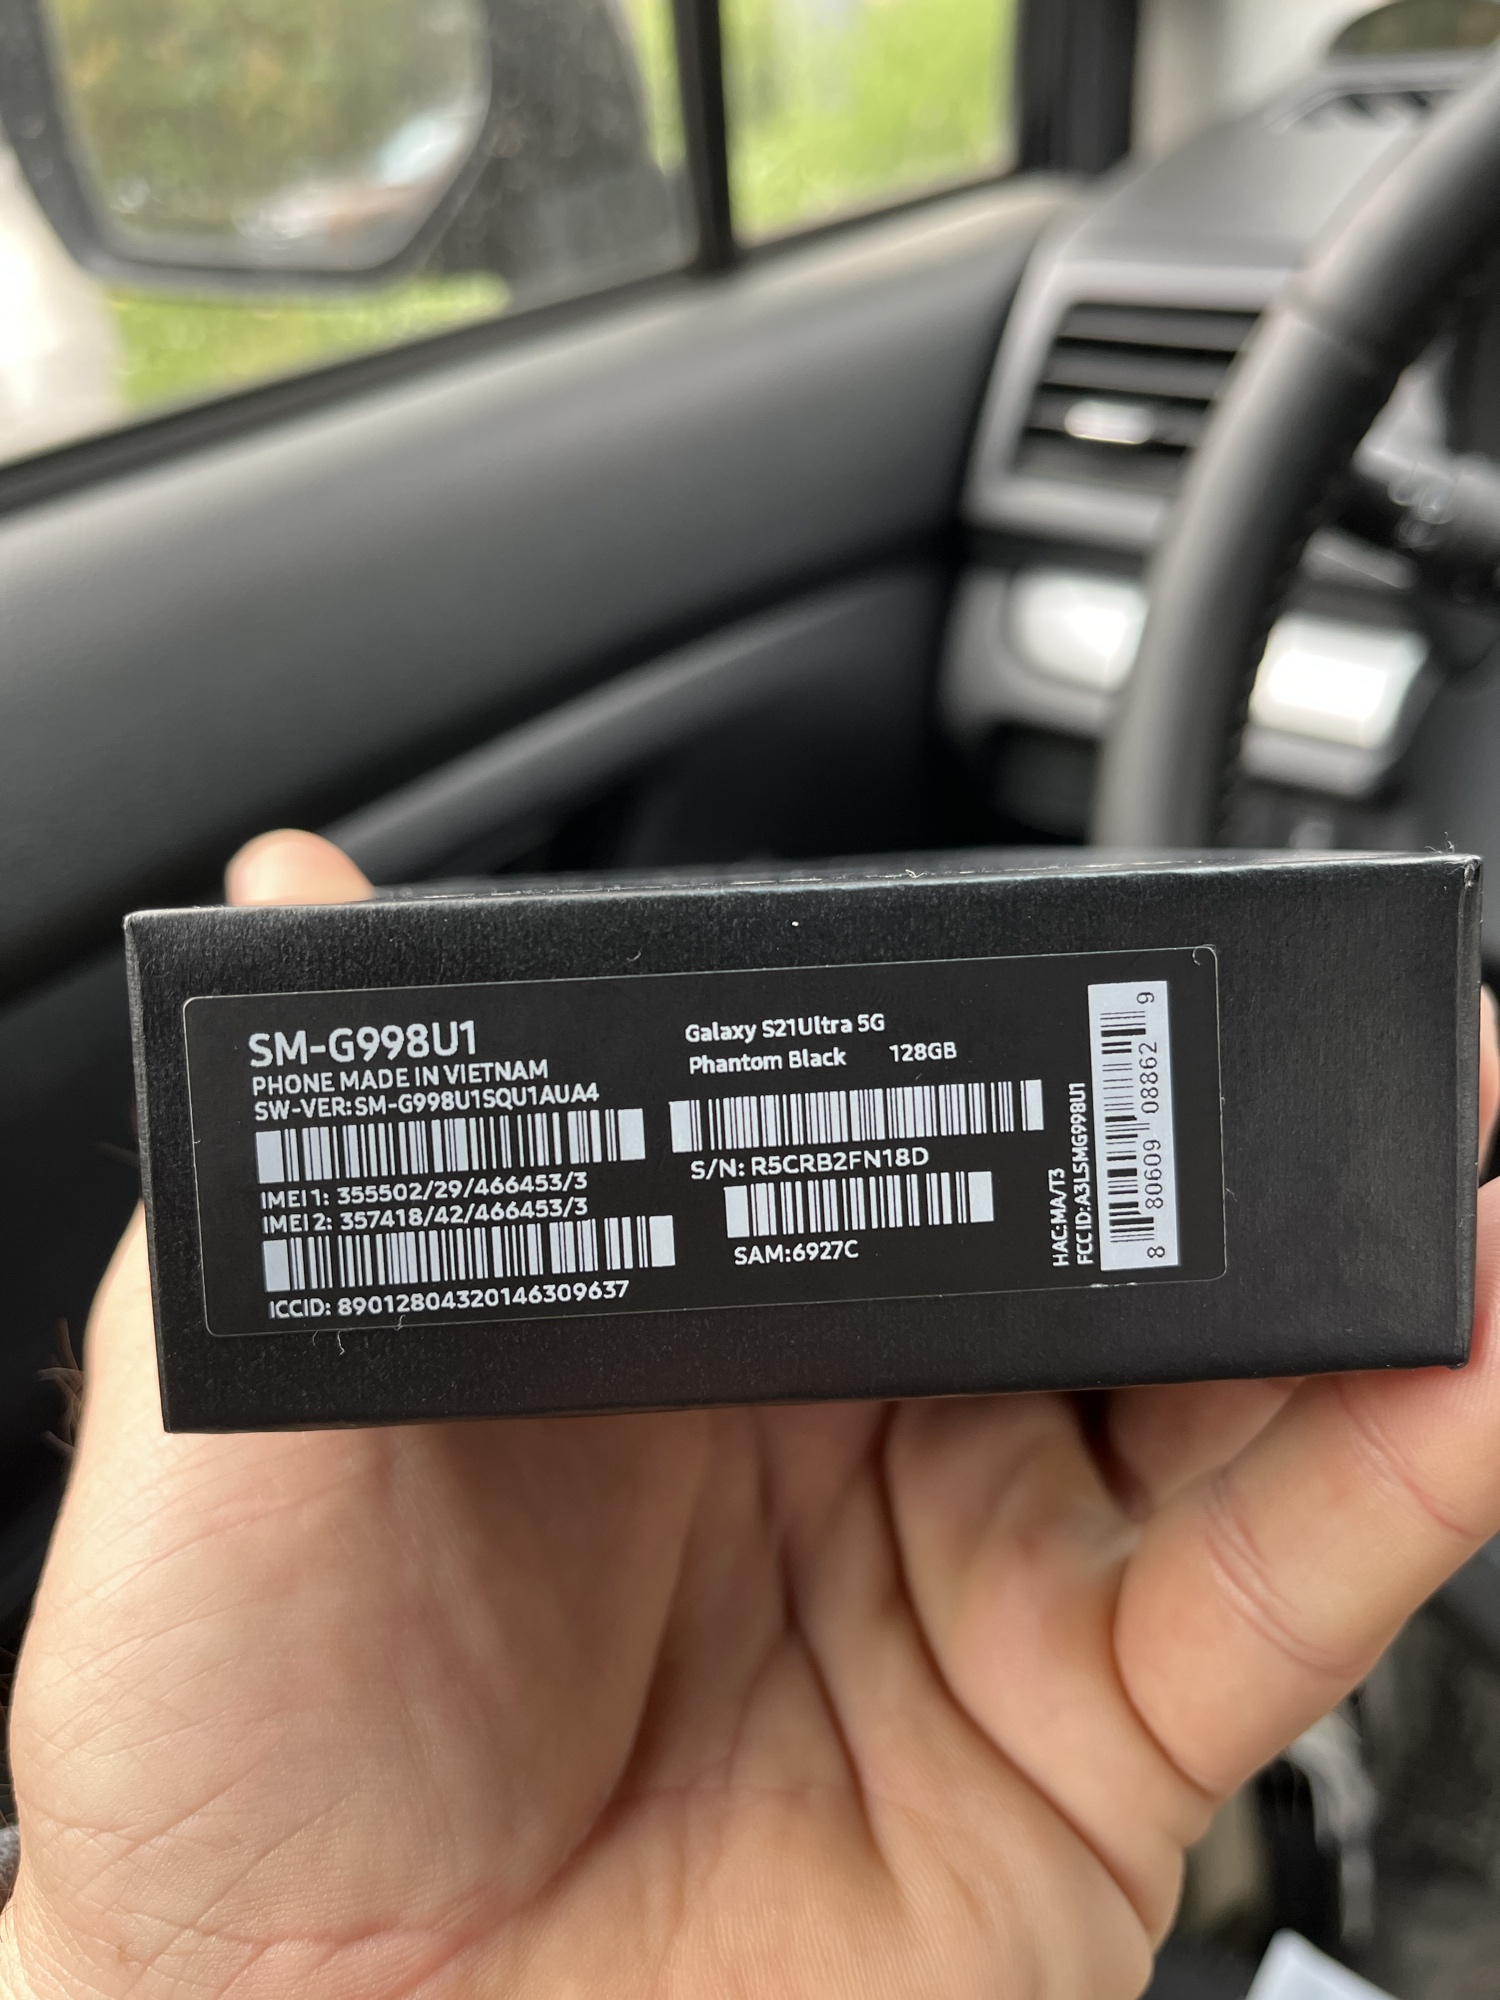 SM-G998U1
PHONE MADE IN VIETNAM
SW-VER:SM-G998U1SQU1AUA4
IMEI 1: 355502/29/466453/3
IMEI 2: 357418/42/466453/3
ICCID: 89012804320146309637
Galaxy S21Ultra 5G
Phantom Black 128GB
S/N: R5CRB2FN18D
SAM:6927C
HAC:MA/T3
FCC ID:A3LSMG998U1
8 80609 08862 9